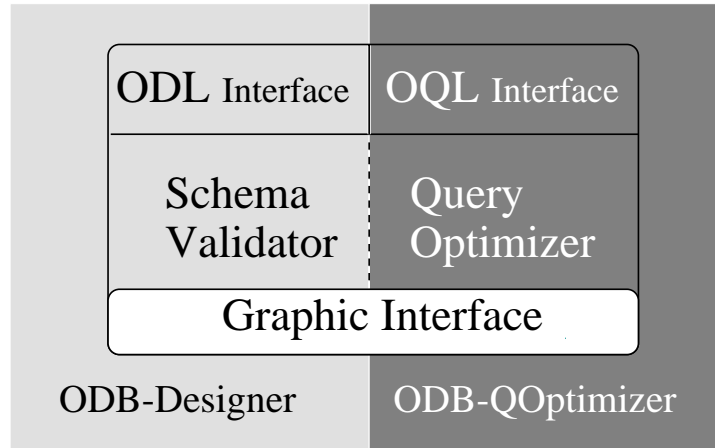 ODL Interface
OQL Interface
Schema
Validator
Query
Optimizer
Graphic Interface
ODB-Designer
ODB-QOptimizer